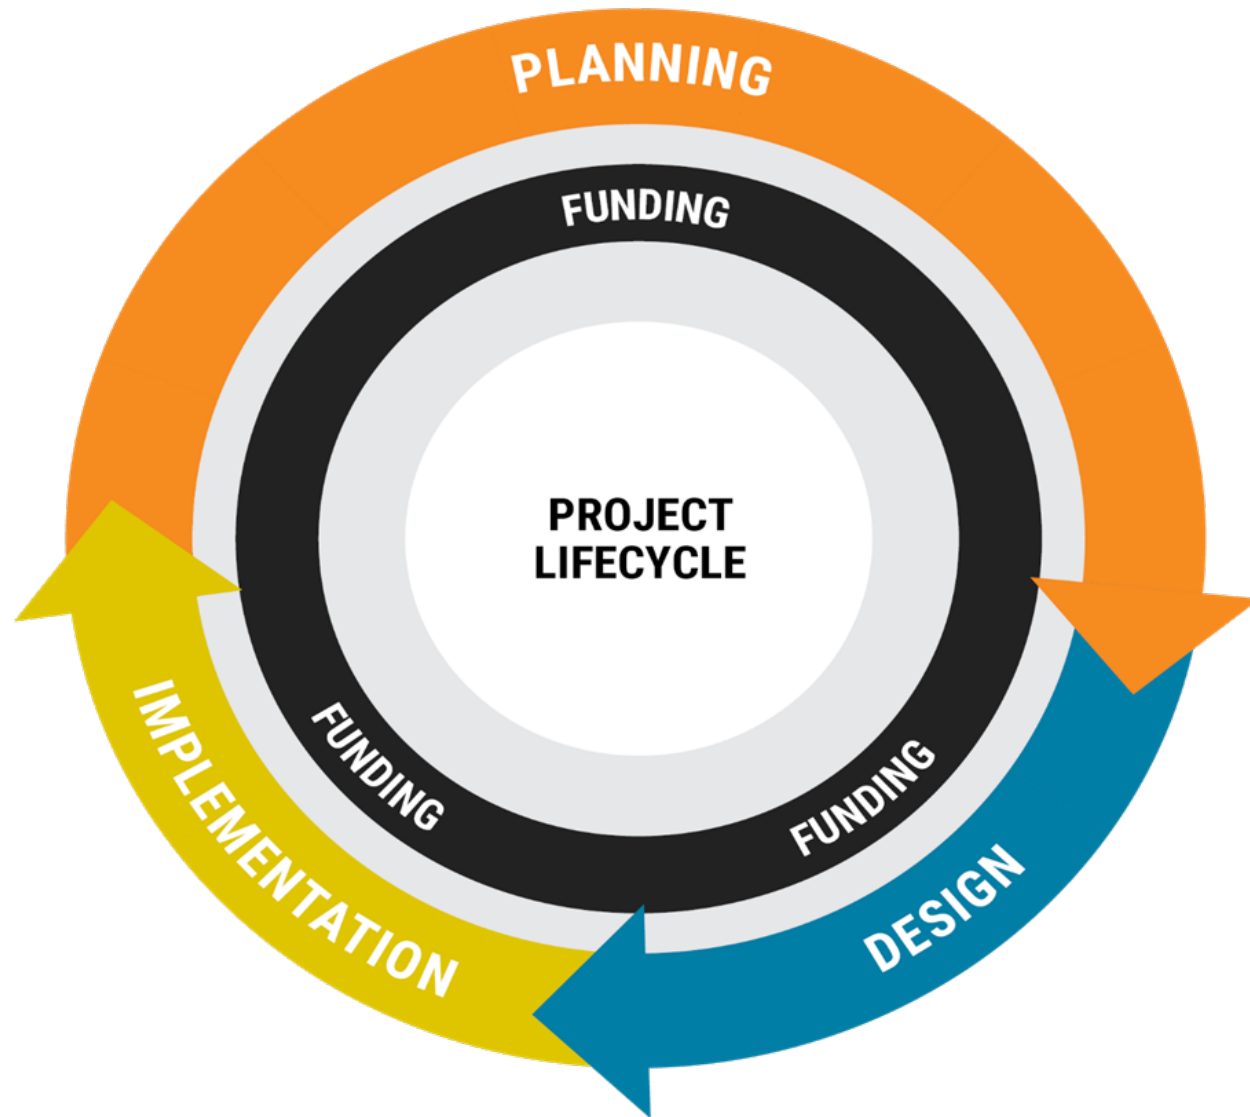 PLANNING
FUNDING
PROJECT
LIFECYCLE
FUNDING
FUNDING
IMPLEMENTATION
DESIGN